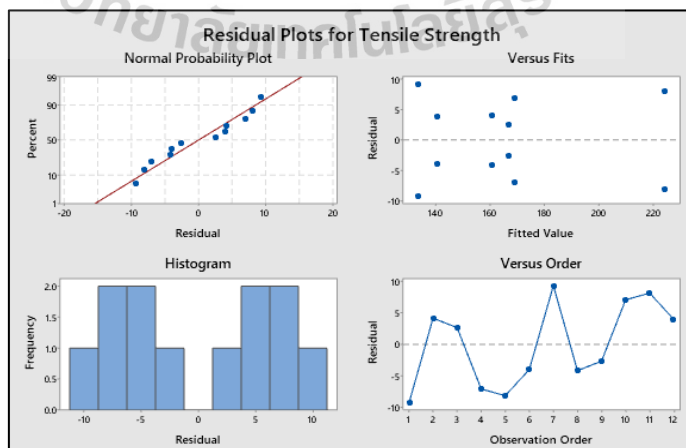 Residual Plots for Tensile Strength
Normal Probability Plot
99
90
50
10
1
Percent
-20 -10 0 10 20
Residual
Versus Fits
10
5
0
-5
-10
Residual
140 160 180 200 220
Fitted Value
Histogram
2.0
1.5
1.0
0.5
0.0
Frequency
-10 -5 0 5 10
Residual
Versus Order
10
5
0
-5
-10
Residual
1 2 3 4 5 6 7 8 9 10 11 12
Observation Order